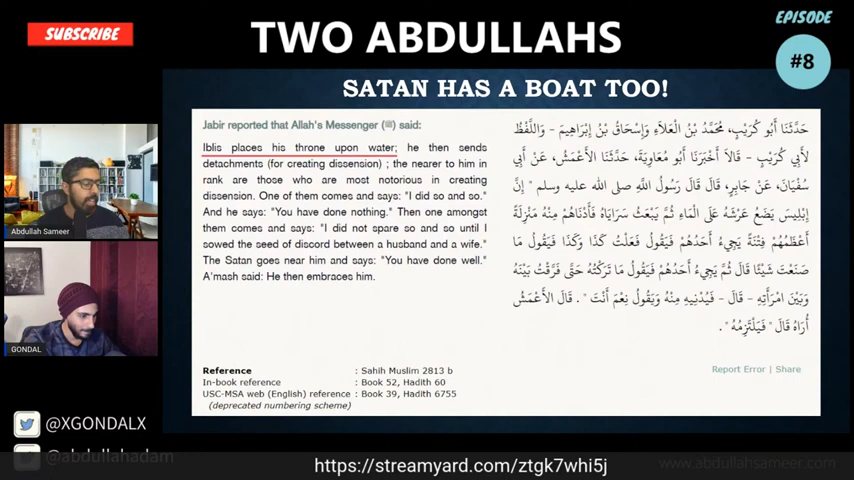 SUBSCRIBE
TWO ABDULLAHS
EPISODE
#8
SATAN HAS A BOAT TOO!
Jabir reported that Allah's Messenger (ﷺ) said:
Iblis places his throne upon water; he then sends
detachments (for creating dissension) ; the nearer to him in
rank are those who are most notorious in creating
dissension. One of them comes and says: "I did so and so."
And he says: "You have done nothing." Then one amongst
them comes and says: "I did not spare so and so until I
sowed the seed of discord between a husband and a wife."
The Satan goes near him and says: "You have done well."
A'mash said: He then embraces him.
حَدَّثَنَا أَبُو كُرَيْبٍ، مُحَمَّدُ بْنُ الْعَلاَءِ وَإِسْحَاقُ بْنُ إِبْرَاهِيمَ - وَاللَّفْظُ
لأَبِي كُرَيْبٍ - قَالاَ أَخْبَرَنَا أَبُو مُعَاوِيَةَ، حَدَّثَنَا الأَعْمَشُ، عَنْ أَبِي
سُفْيَانَ، عَنْ جَابِرٍ، قَالَ قَالَ رَسُولُ اللَّهِ صلى الله عليه وسلم " إِنَّ
إِبْلِيسَ يَضَعُ عَرْشَهُ عَلَى الْمَاءِ ثُمَّ يَبْعَثُ سَرَايَاهُ فَأَدْنَاهُمْ مِنْهُ مَنْزِلَةً
أَعْظَمُهُمْ فِتْنَةً يَجِيءُ أَحَدُهُمْ فَيَقُولُ فَعَلْتُ كَذَا وَكَذَا فَيَقُولُ مَا
صَنَعْتَ شَيْئًا قَالَ ثُمَّ يَجِيءُ أَحَدُهُمْ فَيَقُولُ مَا تَرَكْتُهُ حَتَّى فَرَّقْتُ بَيْنَهُ
وَبَيْنَ امْرَأَتِهِ - قَالَ - فَيُدْنِيهِ مِنْهُ وَيَقُولُ نِعْمَ أَنْتَ " . قَالَ الأَعْمَشُ
أُرَاهُ قَالَ " فَيَلْتَزِمُهُ " .
Reference : Sahih Muslim 2813 b
In-book reference : Book 52, Hadith 60
USC-MSA web (English) reference : Book 39, Hadith 6755
(deprecated numbering scheme)
Report Error | Share
Abdullah Sameer
GONDAL
@XGONDALX
@abdullahadam
https://streamyard.com/ztgk7whi5j
www.abdullahsameer.com